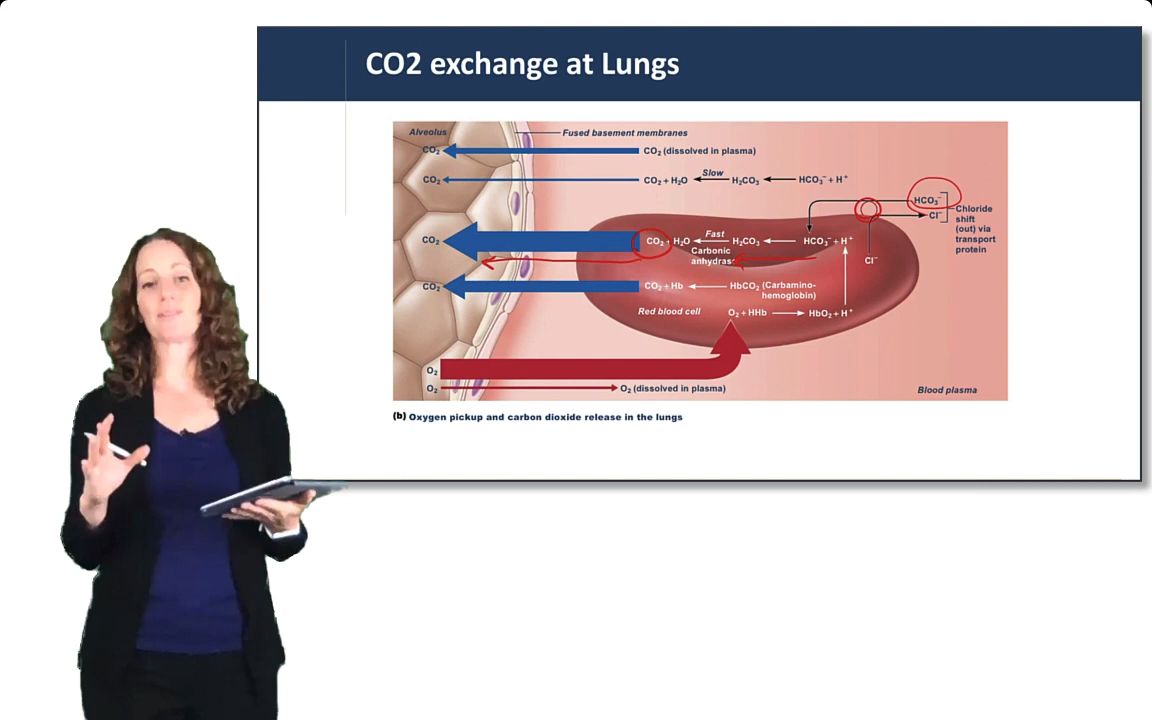 CO2 exchange at Lungs
Alveolus
Fused basement membranes
CO₂
CO₂ (dissolved in plasma)
CO₂
CO₂ + H₂O
Slow
H₂CO₃
HCO₃⁻ + H⁺
HCO₃⁻
Cl⁻
Chloride
shift
(out) via
transport
protein
CO₂
CO₂ + H₂O
Fast
H₂CO₃
HCO₃⁻ + H⁺
Carbonic
anhydras
Cl⁻
CO₂
CO₂ + Hb
HbCO₂ (Carbamino-
hemoglobin)
Red blood cell
O₂ + HHb
HbO₂ + H⁺
O₂
O₂
O₂ (dissolved in plasma)
Blood plasma
(b) Oxygen pickup and carbon dioxide release in the lungs